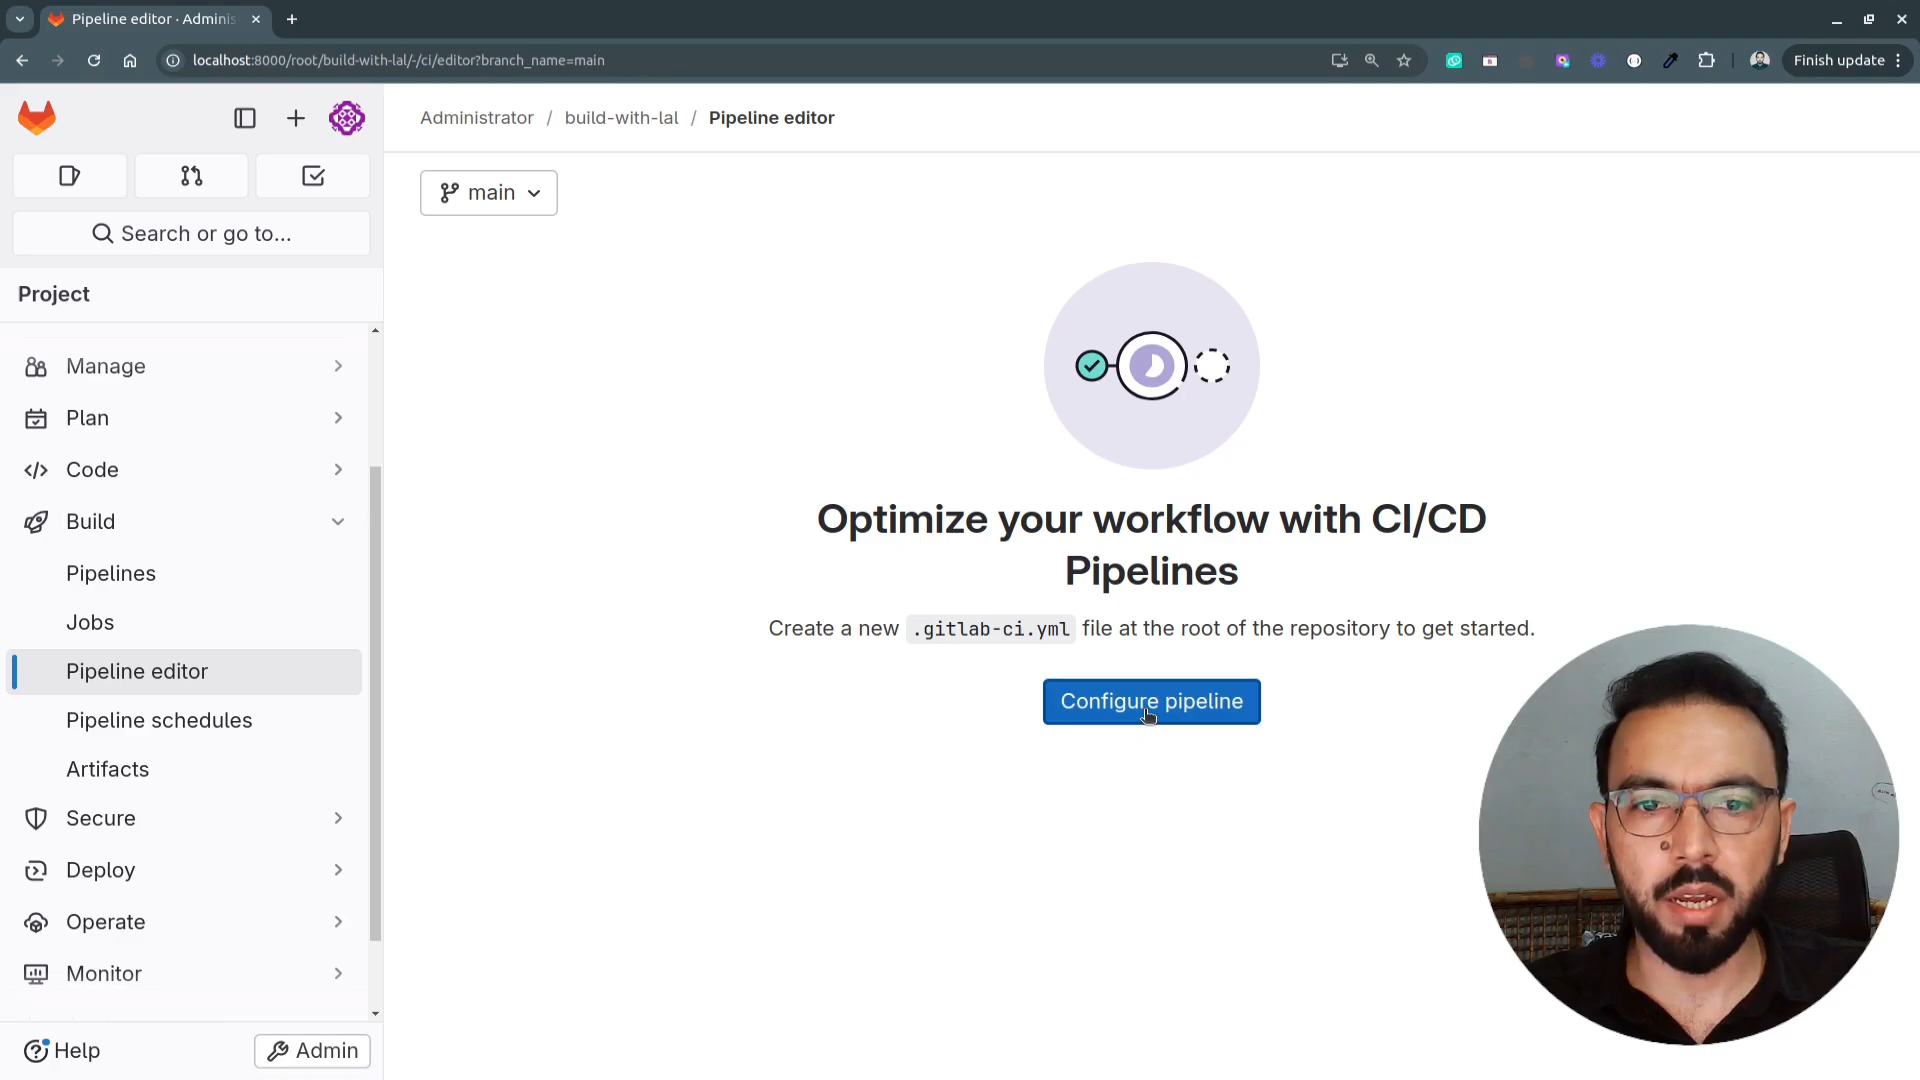 Pipeline editor · Adminis
localhost:8000/root/build-with-lal/-/ci/editor?branch_name=main
Finish update
Administrator / build-with-lal / Pipeline editor
main
Search or go to...
Project
Manage
Plan
Code
Build
Pipelines
Jobs
Pipeline editor
Pipeline schedules
Artifacts
Secure
Deploy
Operate
Monitor
Help
Admin
Optimize your workflow with CI/CD
Pipelines
Create a new .gitlab-ci.yml file at the root of the repository to get started.
Configure pipeline